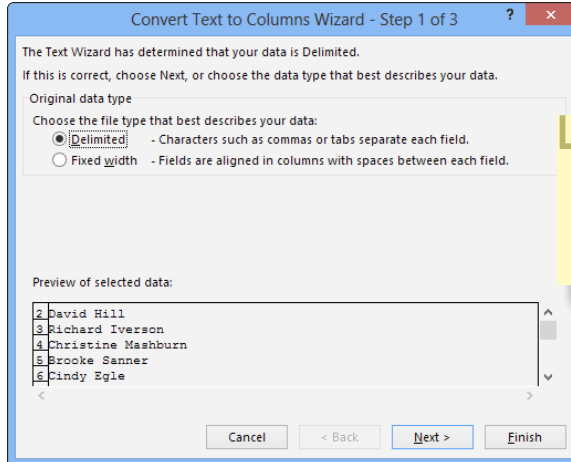 Convert Text to Columns Wizard - Step 1 of 3 ? ×
The Text Wizard has determined that your data is Delimited.
If this is correct, choose Next, or choose the data type that best describes your data.
Original data type
Choose the file type that best describes your data:
Delimited - Characters such as commas or tabs separate each field.
Fixed width - Fields are aligned in columns with spaces between each field.
Preview of selected data:
2 David Hill
3 Richard Iverson
4 Christine Mashburn
5 Brooke Sanner
6 Cindy Egle
Cancel < Back Next > Finish